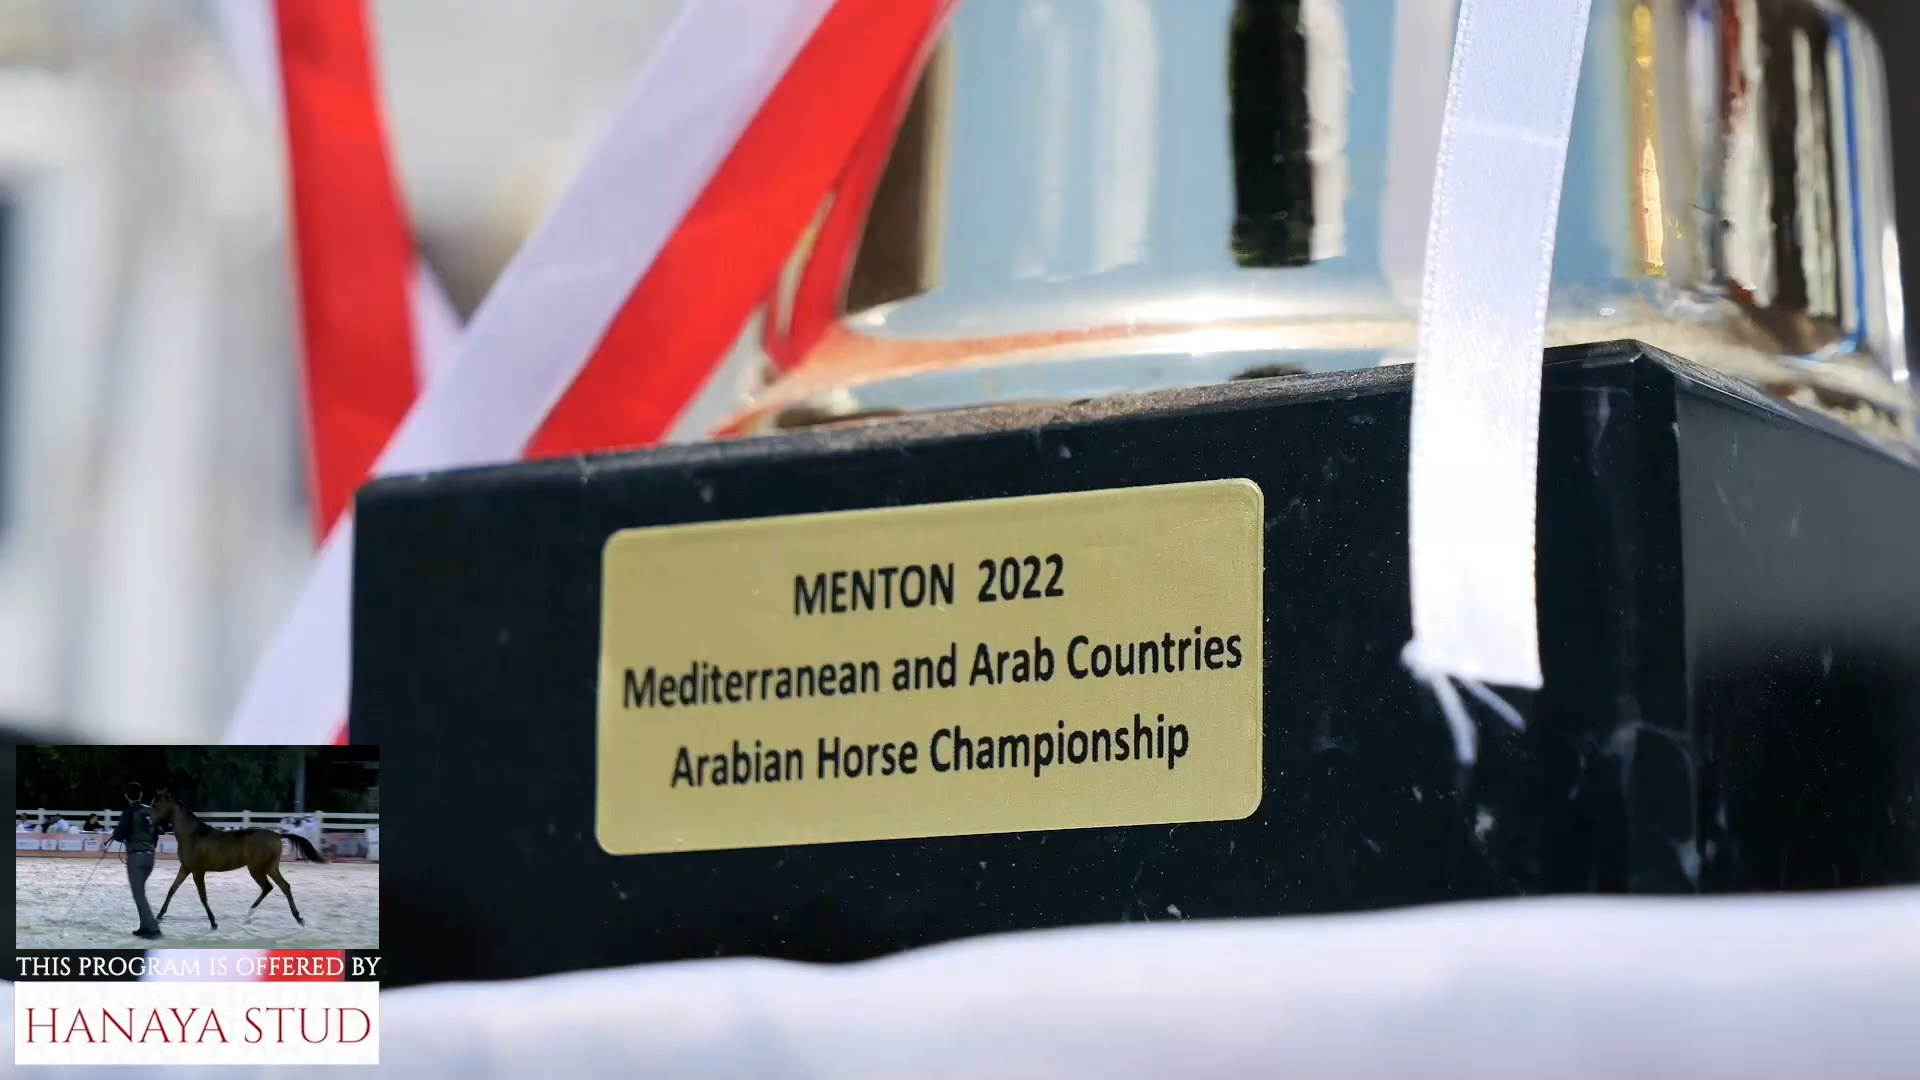 MENTON 2022
Mediterranean and Arab Countries
Arabian Horse Championship
THIS PROGRAM IS OFFERED BY
HANAYA STUD